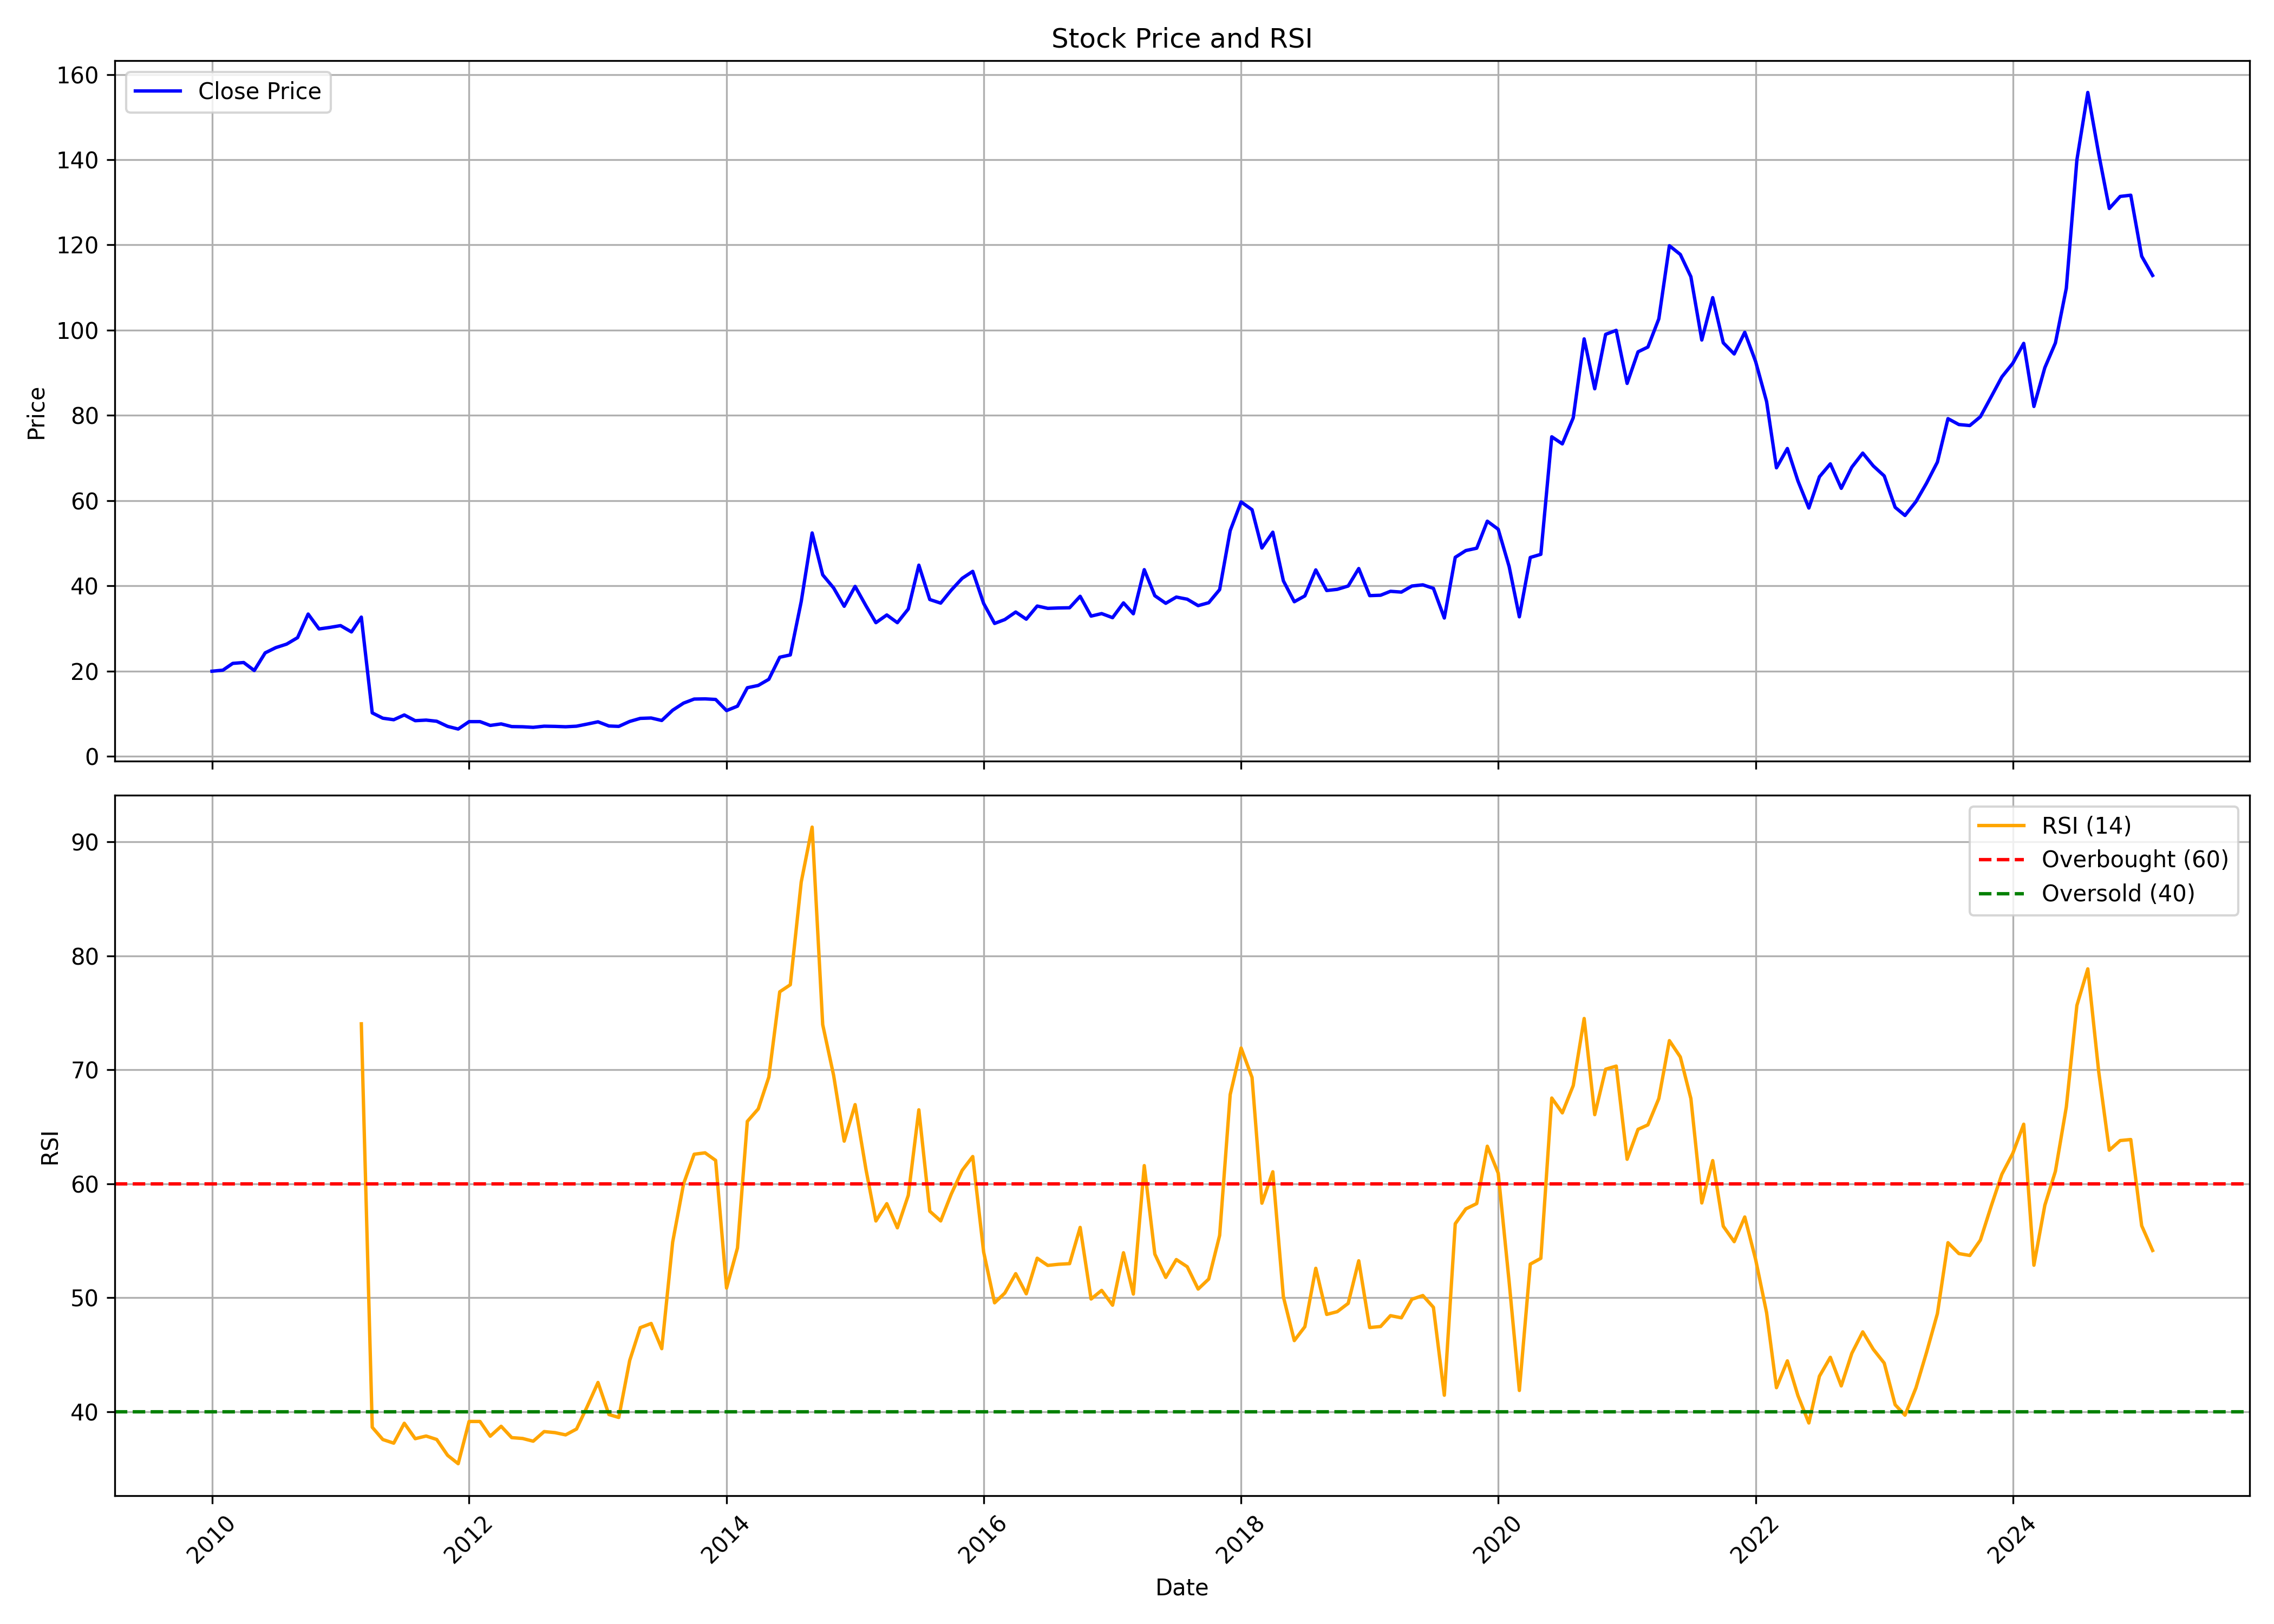 Stock Price and RSI
Close Price
160
140
120
100
80
60
40
20
0
Price
RSI (14)
Overbought (60)
Oversold (40)
90
80
70
60
50
40
RSI
2010
2012
2014
2016
2018
2020
2022
2024
Date